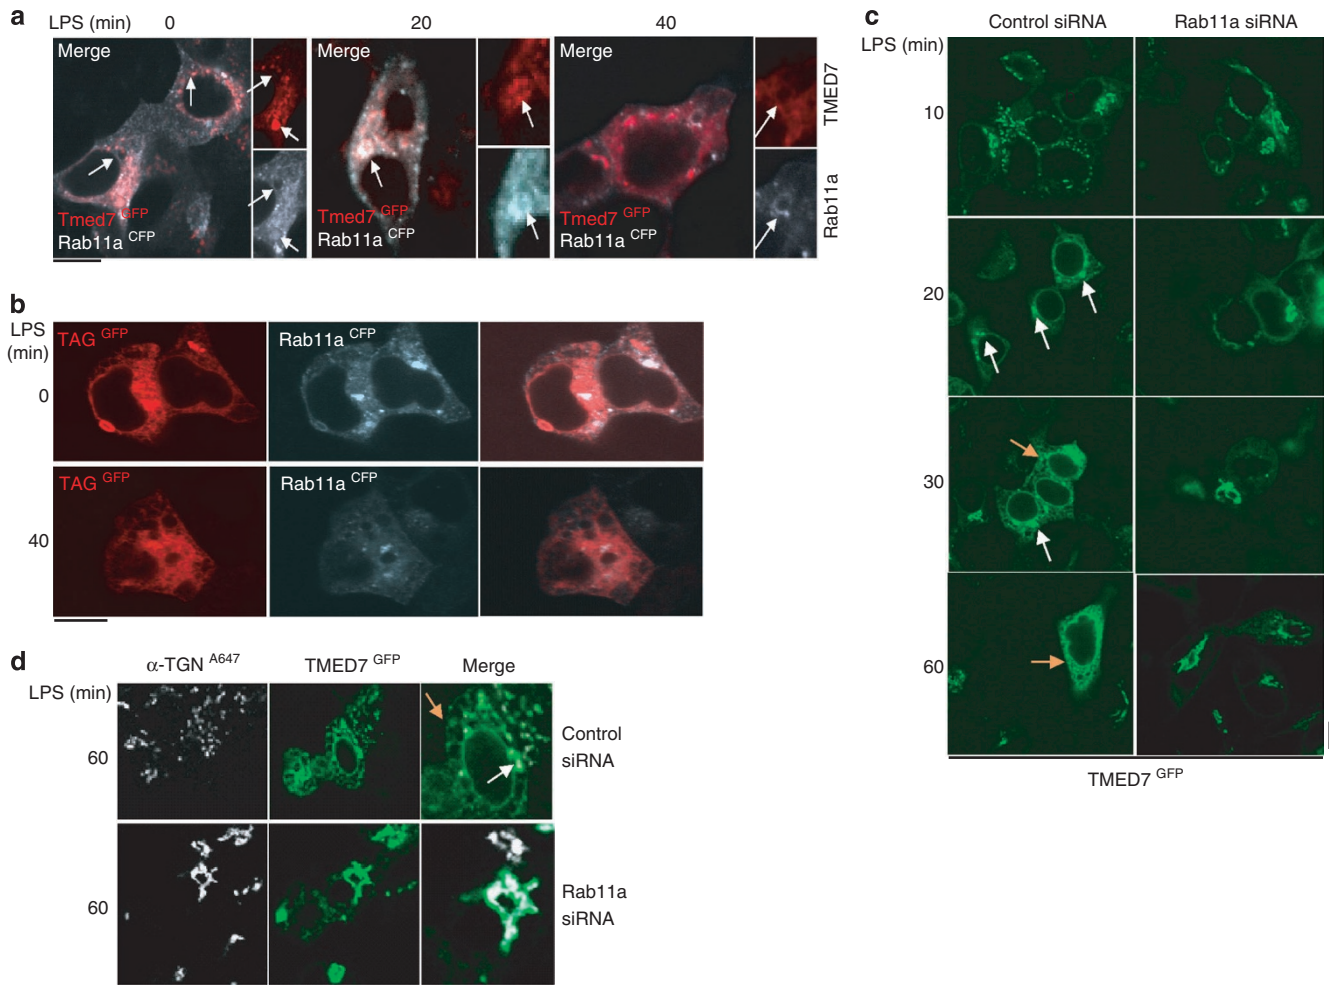 a
LPS (min) 0 20 40
Merge Merge Merge
TMED7
Rab11a
Tmed7 GFP
Rab11a CFP
Tmed7 GFP
Rab11a CFP
Tmed7 GFP
Rab11a CFP
b
LPS
(min)
TAG GFP Rab11a CFP
0
TAG GFP Rab11a CFP
40
c
Control siRNA Rab11a siRNA
LPS (min)
10
20
30
60
TMED7 GFP
d
α-TGN A647 TMED7 GFP Merge
LPS (min)
60
Control
siRNA
60
Rab11a
siRNA